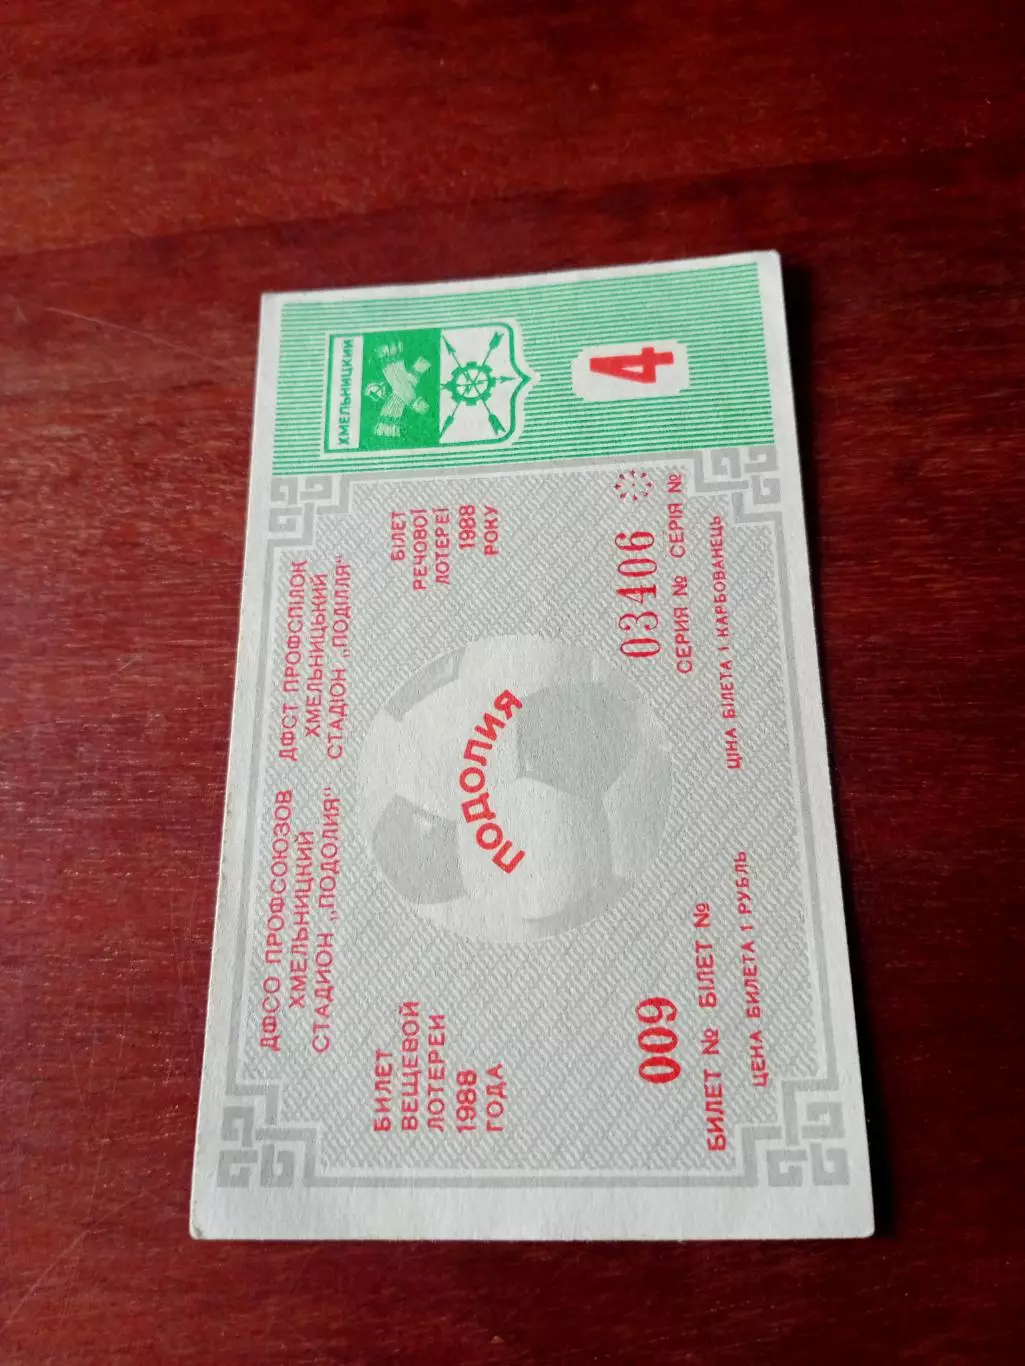 ДФСО ПРОФСОЮЗОВ
ХМЕЛЬНИЦКИЙ
СТАДИОН „ПОДОЛИЯ"
ДФСТ ПРОФСПІЛОК
ХМЕЛЬНИЦЬКИЙ
СТАДІОН „ПОДІЛЛЯ"
ХМЕЛЬНИЦКИЙ
4
БИЛЕТ
ВЕЩЕВОЙ
ЛОТЕРЕИ
1988
ГОДА
ПОДОЛИЯ
БІЛЕТ
РЕЧОВОЇ
ЛОТЕРЕЇ
1988
РОКУ
009
03406
БИЛЕТ № БІЛЕТ №
СЕРИЯ № СЕРІЯ №
ЦЕНА БИЛЕТА 1 РУБЛЬ
ЦІНА БІЛЕТА 1 КАРБОВАНЕЦЬ